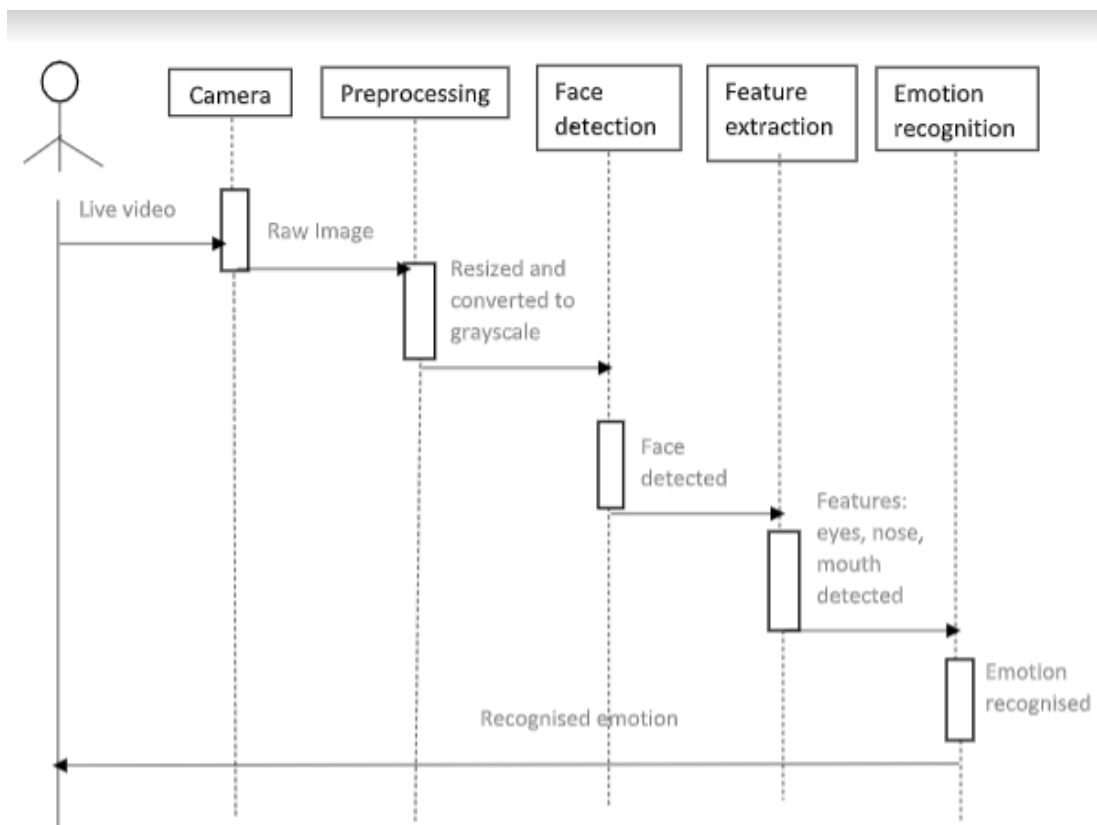 Camera
Preprocessing
Face
detection
Feature
extraction
Emotion
recognition
Live video
Raw Image
Resized and
converted to
grayscale
Face
detected
Features:
eyes, nose,
mouth
detected
Emotion
recognised
Recognised emotion